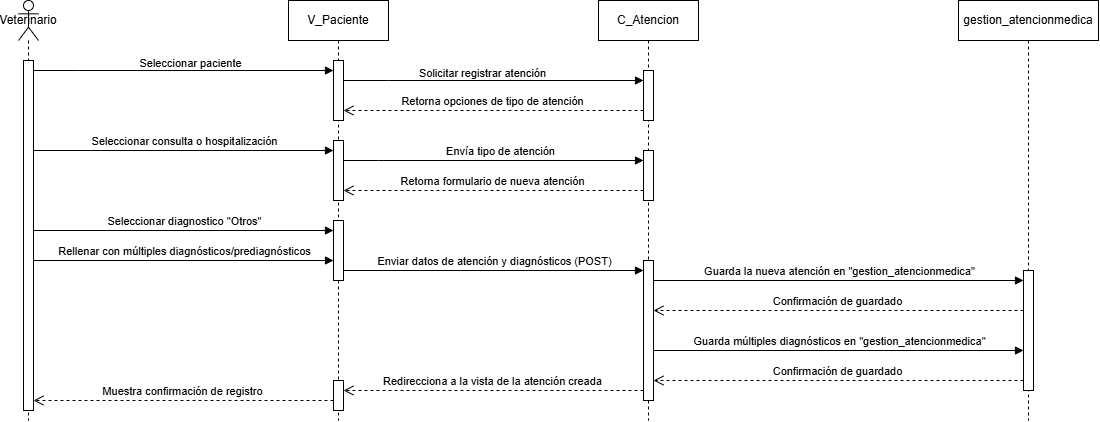 Veterinario
V_Paciente
C_Atencion
gestion_atencionmedica
Seleccionar paciente
Solicitar registrar atención
Retorna opciones de tipo de atención
Seleccionar consulta o hospitalización
Envía tipo de atención
Retorna formulario de nueva atención
Seleccionar diagnostico "Otros"
Rellenar con múltiples diagnósticos/prediagnósticos
Enviar datos de atención y diagnósticos (POST)
Guarda la nueva atención en "gestion_atencionmedica"
Confirmación de guardado
Guarda múltiples diagnósticos en "gestion_atencionmedica"
Confirmación de guardado
Redirecciona a la vista de la atención creada
Muestra confirmación de registro